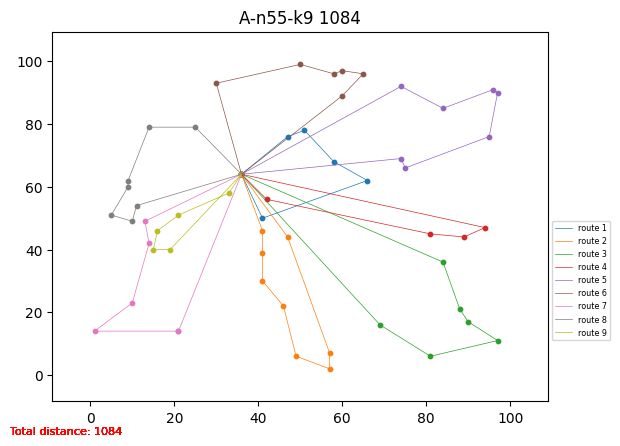 A-n55-k9 1084
100
80
60
40
20
0
0 20 40 60 80 100
route 1
route 2
route 3
route 4
route 5
route 6
route 7
route 8
route 9
Total distance: 1084